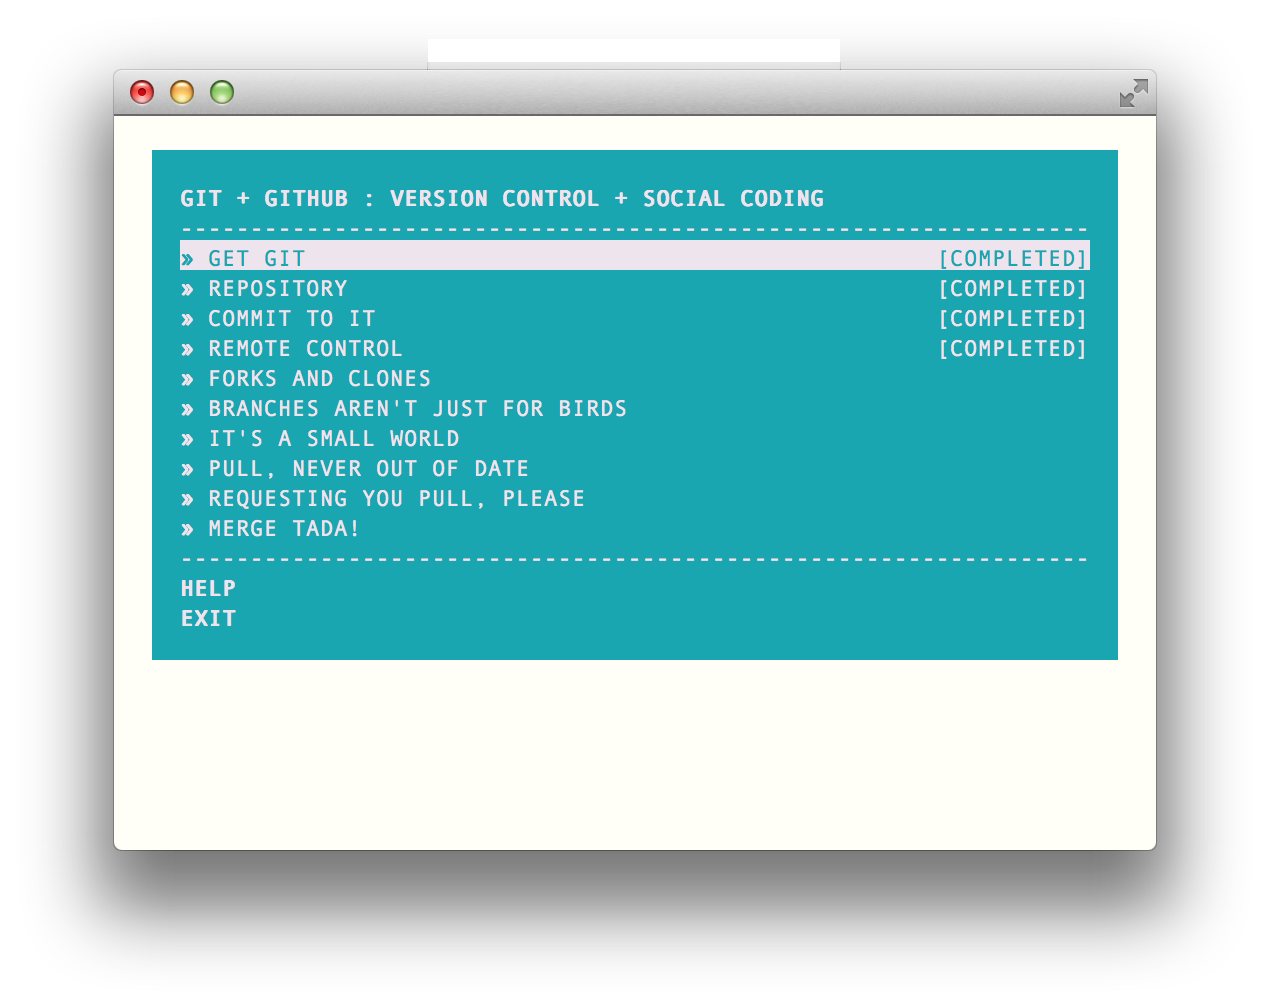 GIT + GITHUB : VERSION CONTROL + SOCIAL CODING
-----------------------------------------------------------------
» GET GIT [COMPLETED]
» REPOSITORY [COMPLETED]
» COMMIT TO IT [COMPLETED]
» REMOTE CONTROL [COMPLETED]
» FORKS AND CLONES
» BRANCHES AREN'T JUST FOR BIRDS
» IT'S A SMALL WORLD
» PULL, NEVER OUT OF DATE
» REQUESTING YOU PULL, PLEASE
» MERGE TADA!
-----------------------------------------------------------------
HELP
EXIT